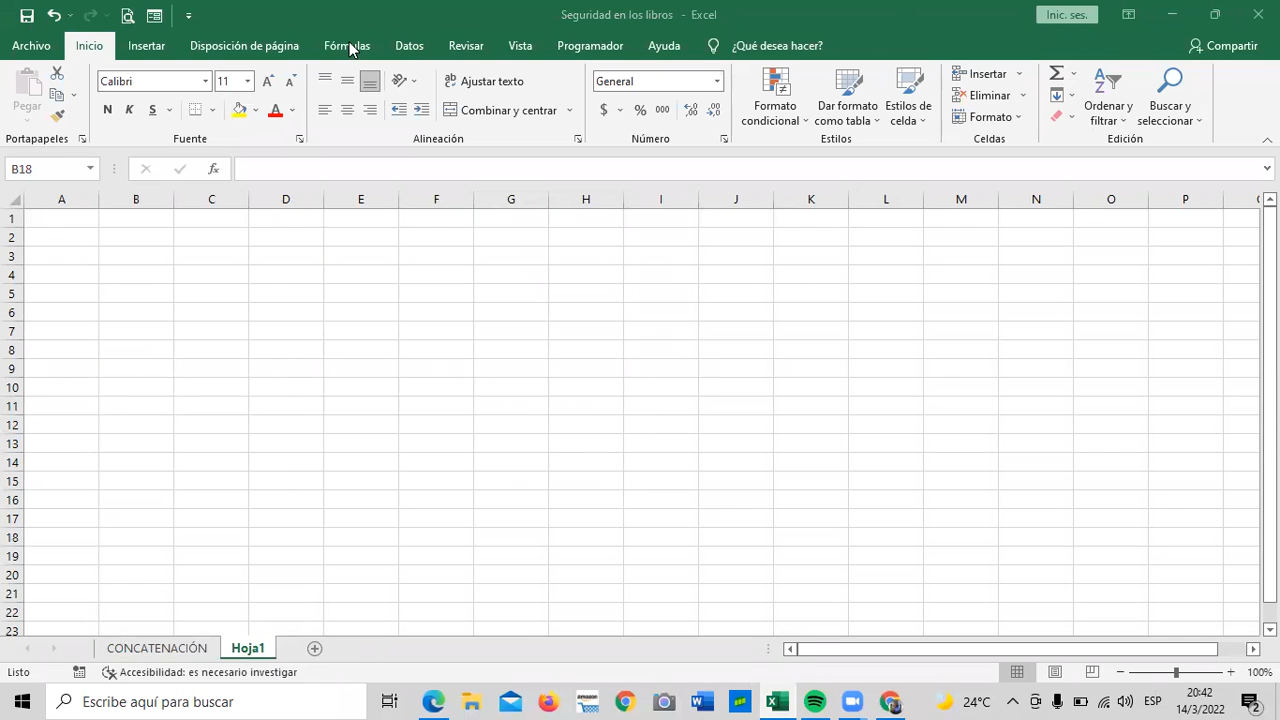 Seguridad en los libros - Excel
Inic. ses.
Archivo Inicio Insertar Disposición de página Fórmulas Datos Revisar Vista Programador Ayuda ¿Qué desea hacer? Compartir
Pegar
Calibri 11
N K S
Ajustar texto
Combinar y centrar
General
$ % 000
Formato condicional
Dar formato como tabla
Estilos de celda
Insertar
Eliminar
Formato
Ordenar y filtrar
Buscar y seleccionar
Portapapeles Fuente Alineación Número Estilos Celdas Edición
B18
fx
A B C D E F G H I J K L M N O P
1
2
3
4
5
6
7
8
9
10
11
12
13
14
15
16
17
18
19
20
21
22
23
CONCATENACIÓN Hoja1
Listo Accesibilidad: es necesario investigar 100%
Escribe aquí para buscar
24°C ESP
20:42
14/3/2022
2